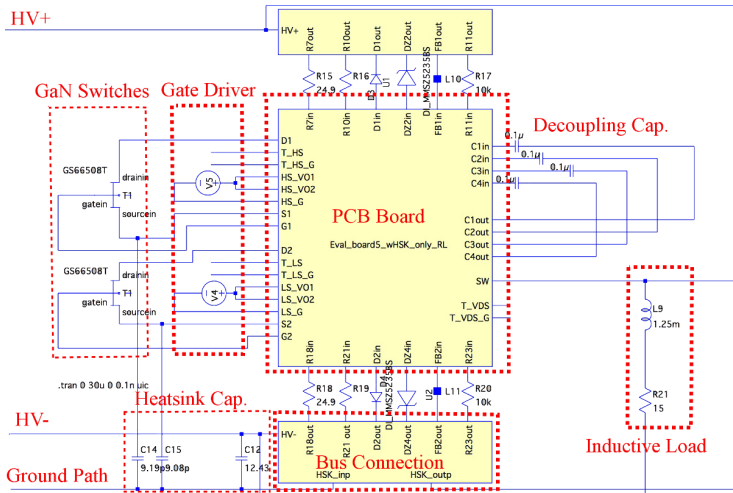 HV+
HV+
R7out
R10out
D1out
DZ2out
FB1out
R11out
R15
24.9
R16
D3
U1
DI_MMSZ5235BS
L10
R17
10k
GaN Switches
Gate Driver
R7in
R10in
D1in
DZ2in
FB1in
R11in
Decoupling Cap.
D1
T_HS
T_HS_G
HS_VO1
HS_VO2
HS_G
S1
G1
C1in
C2in
C3in
C4in
0.1µ
0.1µ
0.1µ
0.1µ
GS66508T
drainin
T1
gatein
sourcein
V5
PCB Board
Eval_board5_wHSK_only_RL
C1out
C2out
C3out
C4out
D2
T_LS
T_LS_G
LS_VO1
LS_VO2
LS_G
S2
G2
SW
T_VDS
T_VDS_G
GS66508T
drainin
T1
gatein
sourcein
V4
L9
1.25m
R21
15
Inductive Load
R18in
R21in
D2in
DZ4in
FB2in
R23in
.tran 0 30u 0 0.1n uic
R18
24.9
R19
D4
DI_MMSZ5235BS
U2
L11
R20
10k
Heatsink Cap.
HV-
HV-
R18out
R21 out
D2out
DZ4out
FB2out
R23out
C14
9.19p
C15
9.08p
C12
12.43
Bus Connection
HSK_inp
HSK_outp
Ground Path